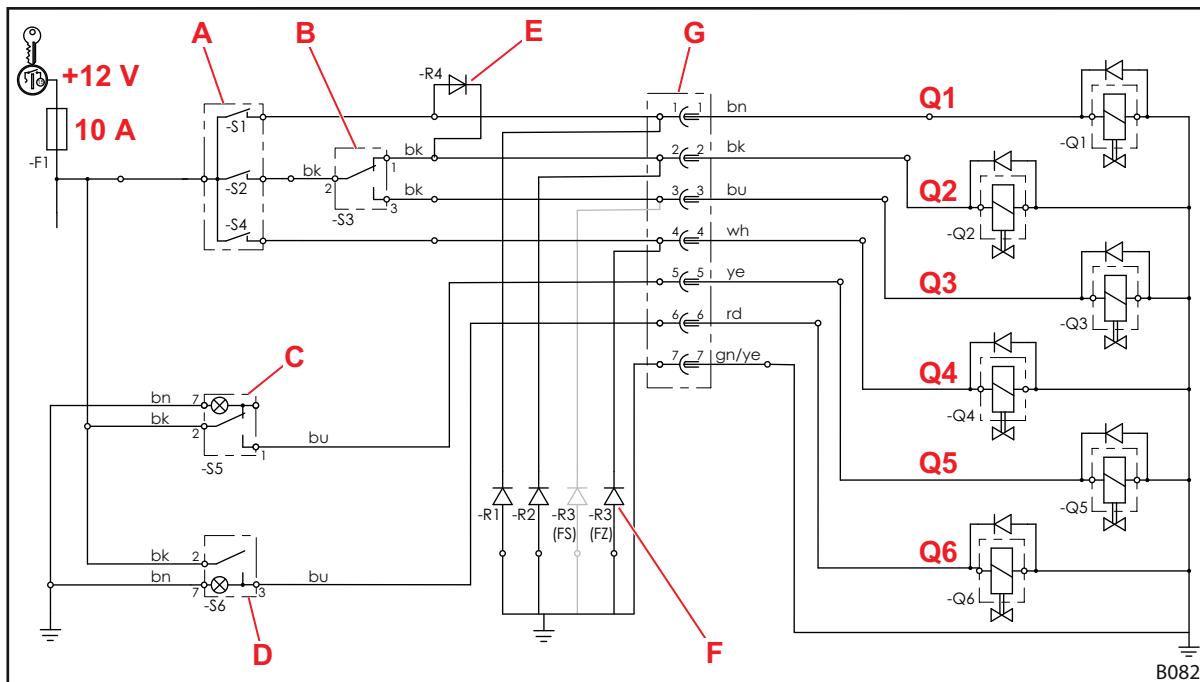 A
B
E
G
+12 V
-R4
10 A
-S1
1 1
bn
Q1
-Q1
-F1
bk
1
2 2
bk
bk
-S2
2
bk
3
3 3
bu
Q2
-Q2
-S3
-S4
4 4
wh
5 5
ye
Q3
-Q3
6 6
rd
C
7 7
gn/ye
Q4
-Q4
bn
7
bk
2
bu
1
-S5
Q5
-Q5
-R1
-R2
-R3
(FS)
-R3
(FZ)
bk
2
Q6
-Q6
bn
7
bu
3
-S6
D
F
B082